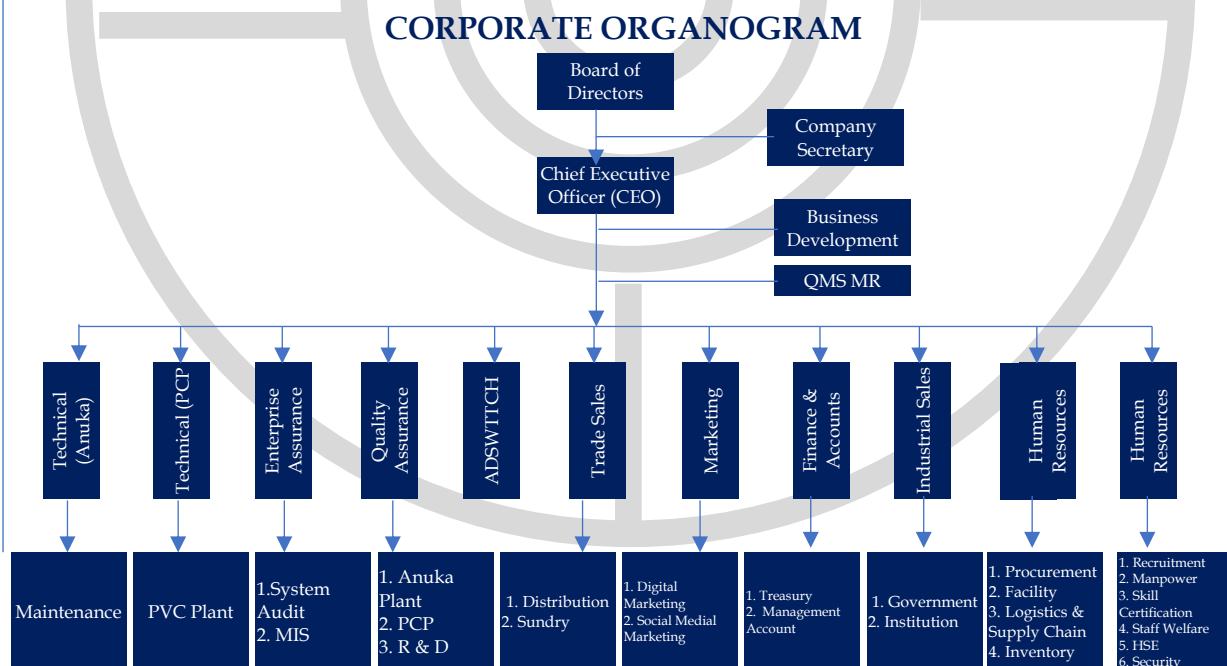 CORPORATE ORGANOGRAM
Board of
Directors
Company
Secretary
Chief Executive
Officer (CEO)
Business
Development
QMS MR
Technical
(Anuka)
Technical (PCP
Enterprise
Assurance
Quality
Assurance
ADSWTTCH
Trade Sales
Marketing
Finance &
Accounts
Industrial Sales
Human
Resources
Human
Resources
Maintenance
PVC Plant
1.System
Audit
2. MIS
1. Anuka
Plant
2. PCP
3. R & D
1. Distribution
2. Sundry
1. Digital
Marketing
2. Social Medial
Marketing
1. Treasury
2. Management
Account
1. Government
2. Institution
1. Procurement
2. Facility
3. Logistics &
Supply Chain
4. Inventory
1. Recruitment
2. Manpower
3. Skill
Certification
4. Staff Welfare
5. HSE
6. Security